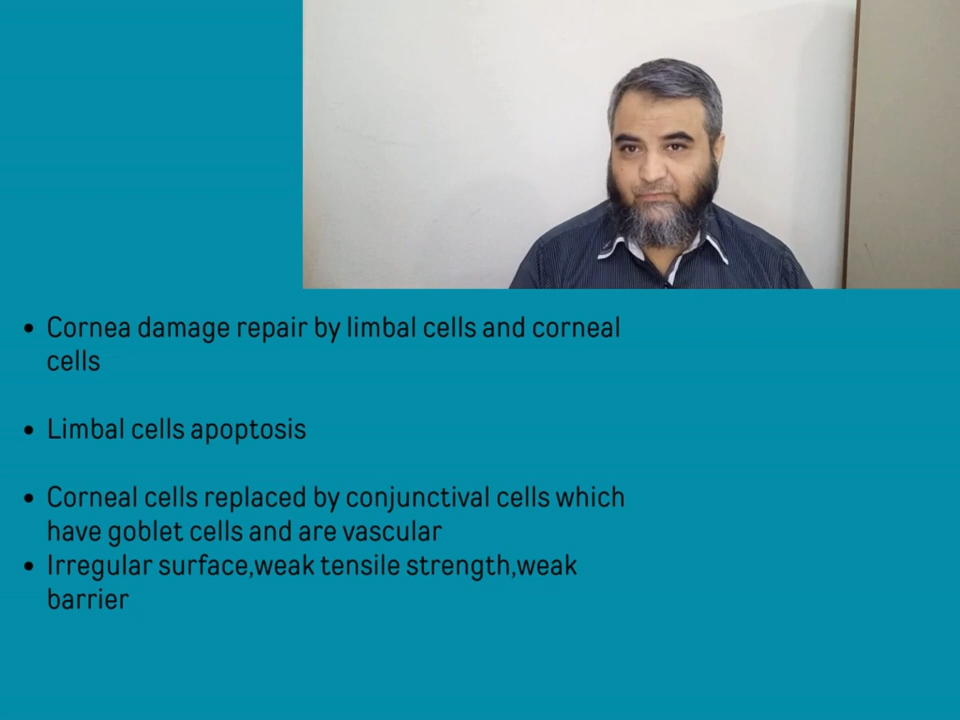 • Cornea damage repair by limbal cells and corneal
cells
• Limbal cells apoptosis
• Corneal cells replaced by conjunctival cells which
have goblet cells and are vascular
• Irregular surface,weak tensile strength,weak
barrier